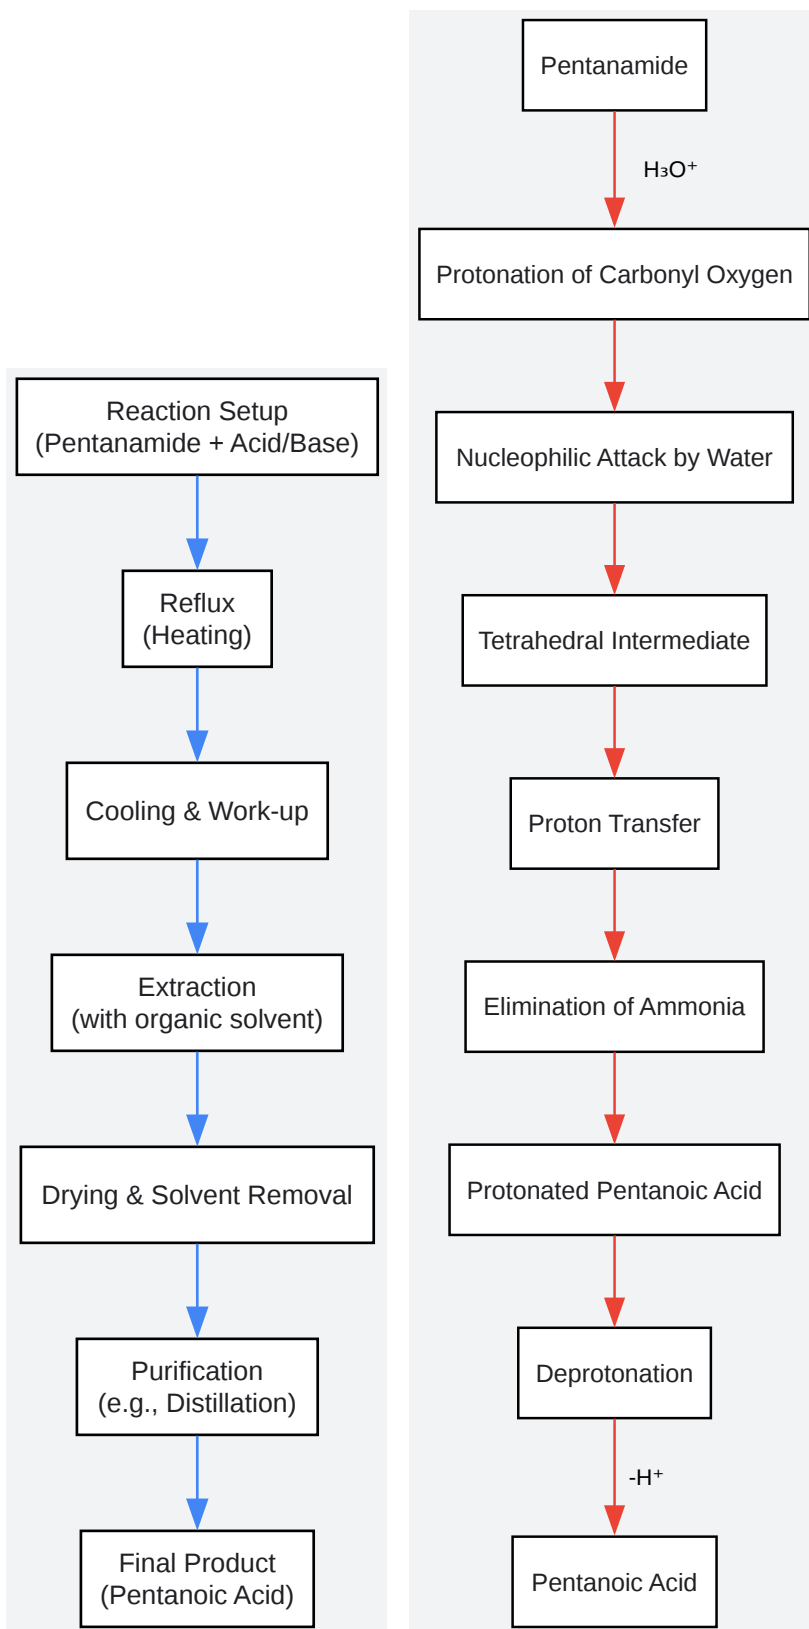 Reaction Setup
(Pentanamide + Acid/Base)
Reflux
(Heating)
Cooling & Work-up
Extraction
(with organic solvent)
Drying & Solvent Removal
Purification
(e.g., Distillation)
Final Product
(Pentanoic Acid)
Pentanamide
H₃O⁺
Protonation of Carbonyl Oxygen
Nucleophilic Attack by Water
Tetrahedral Intermediate
Proton Transfer
Elimination of Ammonia
Protonated Pentanoic Acid
Deprotonation
-H⁺
Pentanoic Acid